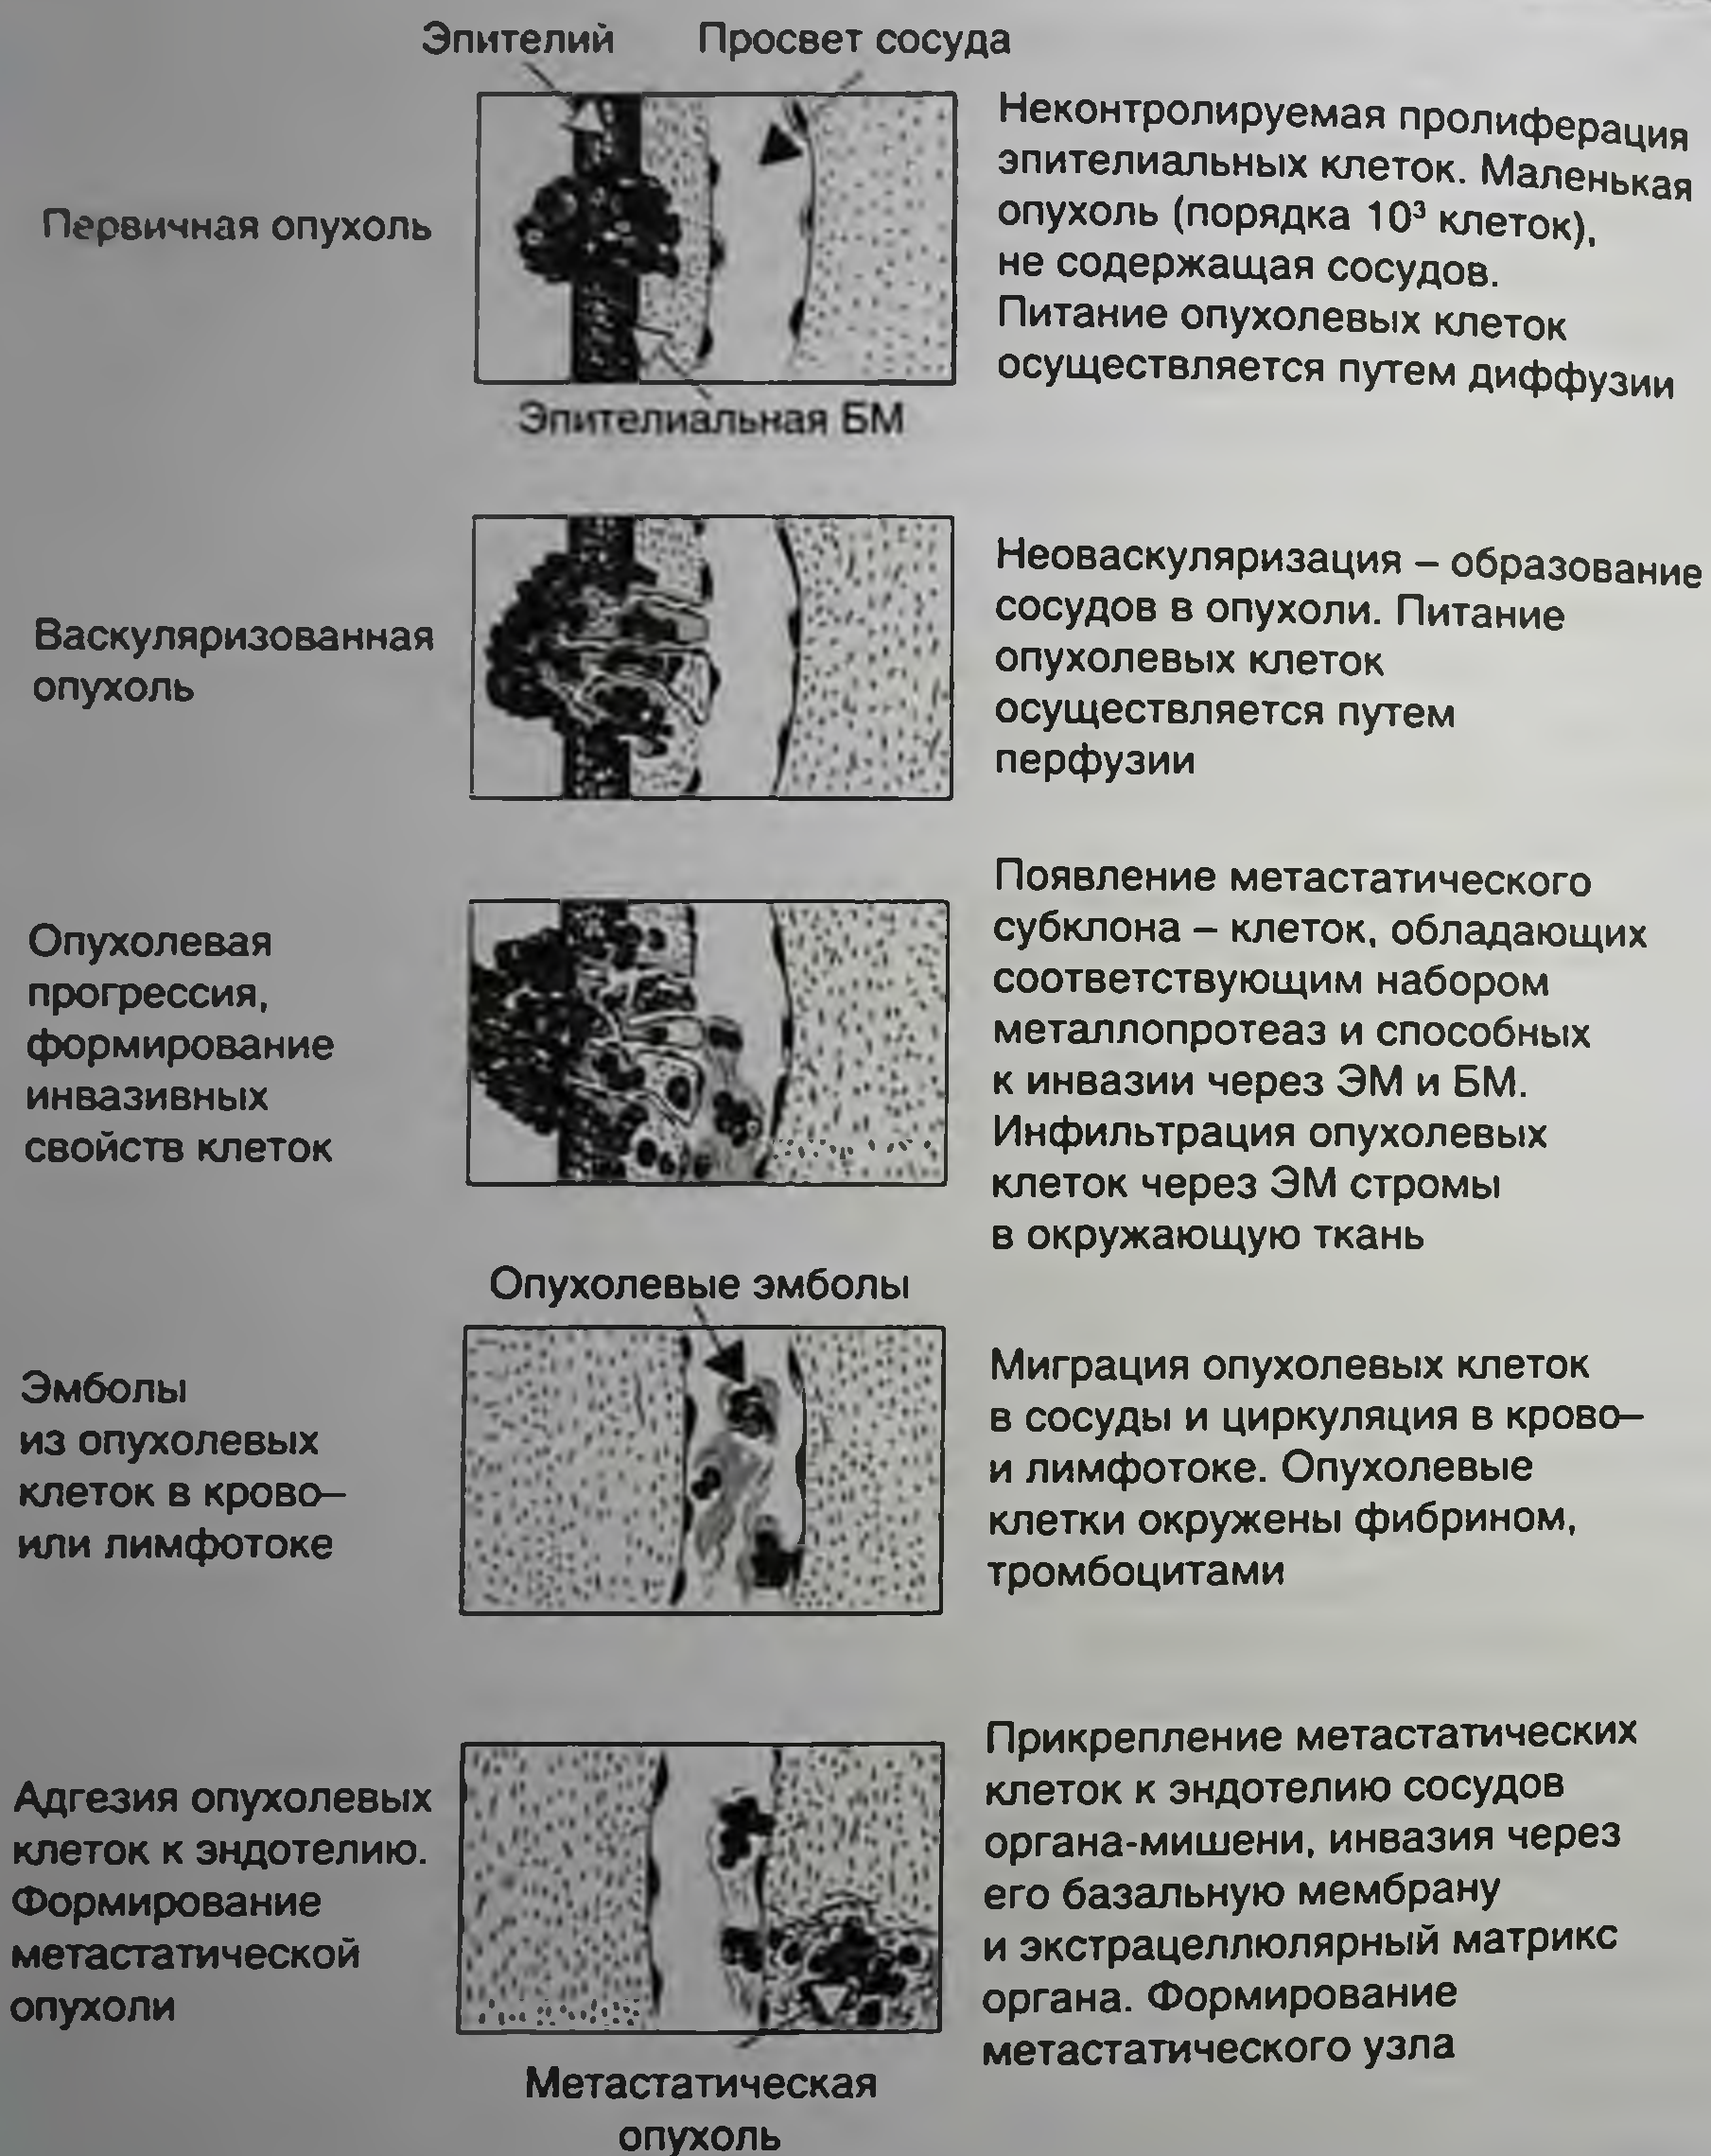 Эпителий
Просвет сосуда
Первичная опухоль
Неконтролируемая пролиферация
эпителиальных клеток. Маленькая
опухоль (порядка 10³ клеток),
не содержащая сосудов.
Питание опухолевых клеток
осуществляется путем диффузии
Эпителиальная БМ
Васкуляризованная
опухоль
Неоваскуляризация – образование
сосудов в опухоли. Питание
опухолевых клеток
осуществляется путем
перфузии
Опухолевая
прогрессия,
формирование
инвазивных
свойств клеток
Появление метастатического
субклона – клеток, обладающих
соответствующим набором
металлопротеаз и способных
к инвазии через ЭМ и БМ.
Инфильтрация опухолевых
клеток через ЭМ стромы
в окружающую ткань
Опухолевые эмболы
Эмболы
из опухолевых
клеток в крово–
или лимфотоке
Миграция опухолевых клеток
в сосуды и циркуляция в крово–
и лимфотоке. Опухолевые
клетки окружены фибрином,
тромбоцитами
Адгезия опухолевых
клеток к эндотелию.
Формирование
метастатической
опухоли
Прикрепление метастатических
клеток к эндотелию сосудов
органа-мишени, инвазия через
его базальную мембрану
и экстрацеллюлярный матрикс
органа. Формирование
метастатического узла
Метастатическая
опухоль